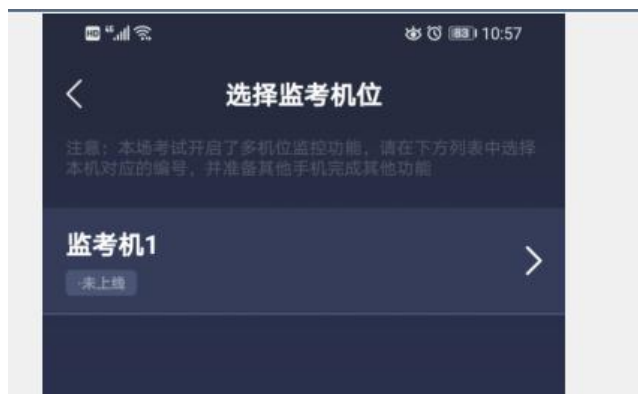 HD 4G 83 10:57
选择监考机位
注意：本场考试开启了多机位监控功能，请在下方列表中选择
本机对应的编号，并准备其他手机完成其他功能
监考机1
·未上线